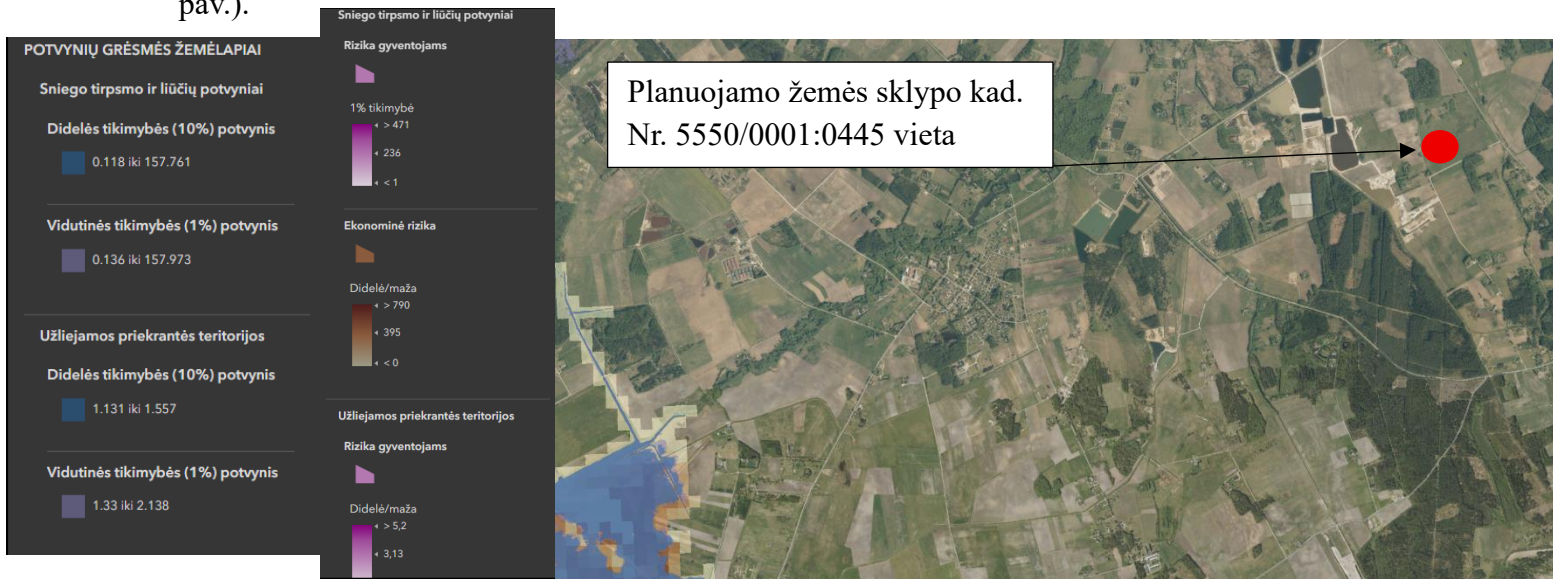 pav.).
POTVYNIŲ GRĖSMĖS ŽEMĖLAPIAI
Sniego tirpsmo ir liūčių potvyniai
Didelės tikimybės (10%) potvynis
0.118 iki 157.761
Vidutinės tikimybės (1%) potvynis
0.136 iki 157.973
Užliejamos priekrantės teritorijos
Didelės tikimybės (10%) potvynis
1.131 iki 1.557
Vidutinės tikimybės (1%) potvynis
1.33 iki 2.138
Sniego tirpsmo ir liūčių potvyniai
Rizika gyventojams
1% tikimybė
> 471
236
< 1
Ekonominė rizika
Didelė/maža
> 790
395
< 0
Užliejamos priekrantės teritorijos
Rizika gyventojams
Didelė/maža
> 5,2
3,13
Planuojamo žemės sklypo kad.
Nr. 5550/0001:0445 vieta